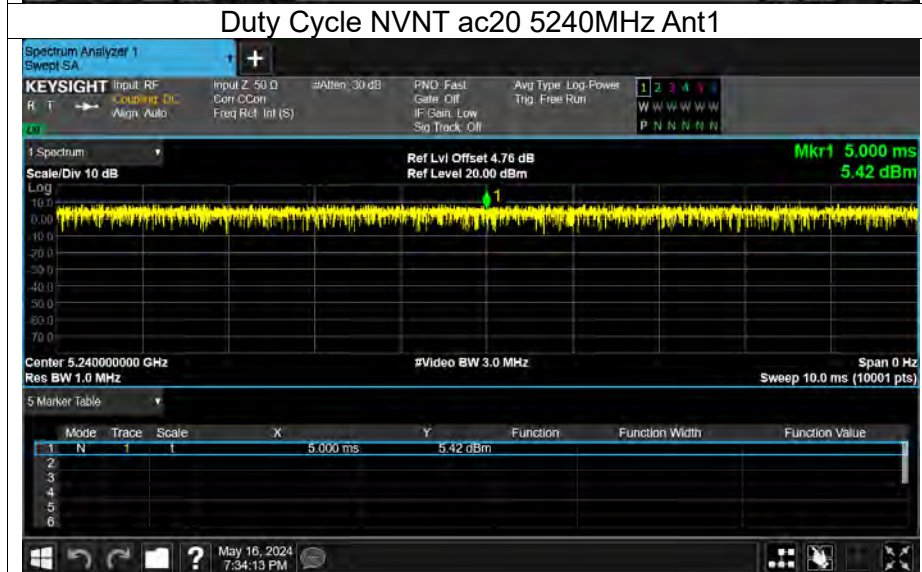 Duty Cycle NVNT ac20 5240MHz Ant1
Spectrum Analyzer 1
Swept SA
+
KEYSIGHT Input: RF Input Z: 50 Ω #Atten: 30 dB PNO: Fast Avg Type: Log-Power 1 2 3 4 5 6
R T Coupling: DC Corr CCorr Gate: Off Trig: Free Run W W W W W W
Align: Auto Freq Ref: Int (S) IF Gain: Low
Sig Track: Off P N N N N N
1 Spectrum
Ref Lvl Offset 4.76 dB Mkr1 5.000 ms
Scale/Div 10 dB Ref Level 20.00 dBm 5.42 dBm
Log
1
10.0
0.00
-10.0
-20.0
-30.0
-40.0
-50.0
-60.0
-70.0
Center 5.240000000 GHz #Video BW 3.0 MHz Span 0 Hz
Res BW 1.0 MHz Sweep 10.0 ms (10001 pts)
5 Marker Table
Mode Trace Scale X Y Function Function Width Function Value
1 N 1 t 5.000 ms 5.42 dBm
2
3
4
5
6
? May 16, 2024
7:34:13 PM